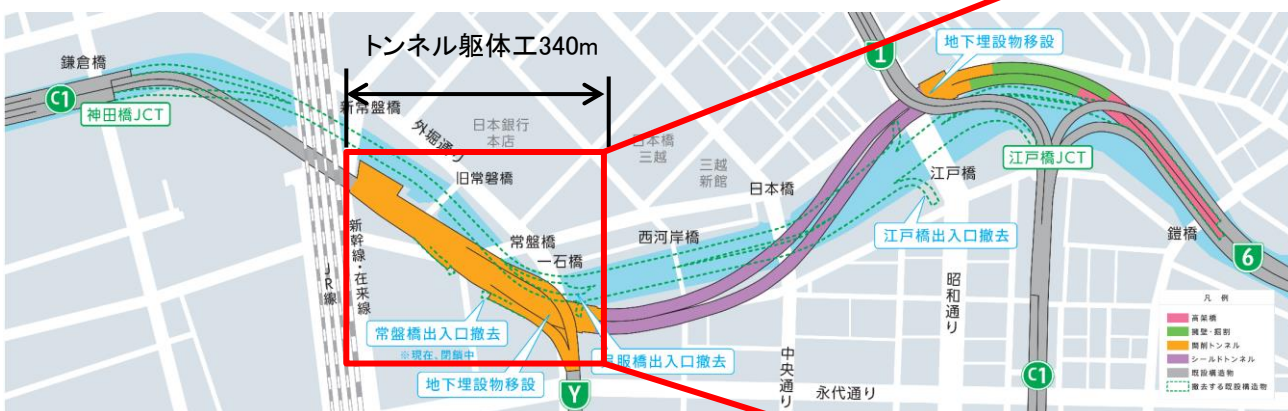 トンネル躯体工340m
鎌倉橋
C1
神田橋JCT
新常盤橋
外堀通り
日本銀行
本店
旧常磐橋
日本橋
三越
三越
新館
日本橋
1
地下埋設物移設
江戸橋
江戸橋JCT
江戸橋出入口撤去
鎧橋
6
常盤橋
一石橋
西河岸橋
新幹線・在来線
JR線
常盤橋出入口撤去
※現在、閉鎖中
地下埋設物移設
呉服橋出入口撤去
Y
中央通り
永代通り
昭和通り
C1
凡 例
高架橋
擁壁・掘割
開削トンネル
シールドトンネル
既設構造物
撤去する既設構造物